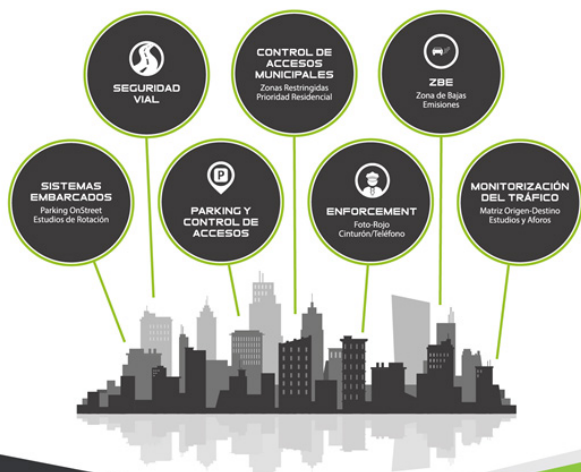 SEGURIDAD
VIAL
CONTROL DE
ACCESOS
MUNICIPALES
Zonas Restringidas
Prioridad Residencial
ZBE
Zona de Bajas
Emisiones
SISTEMAS
EMBARCADOS
Parking OnStreet
Estudios de Rotación
P
PARKING Y
CONTROL DE
ACCESOS
ENFORCEMENT
Foto-Rojo
Cinturón/Teléfono
MONITORIZACIÓN
DEL TRÁFICO
Matriz Origen-Destino
Estudios y Aforos